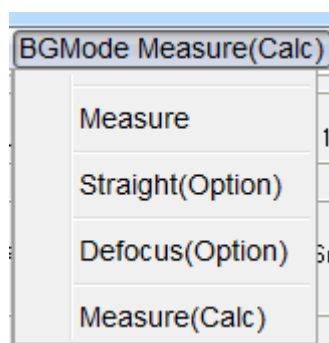 BGMode Measure(Calc)
Measure
Straight(Option)
Defocus(Option)
Measure(Calc)